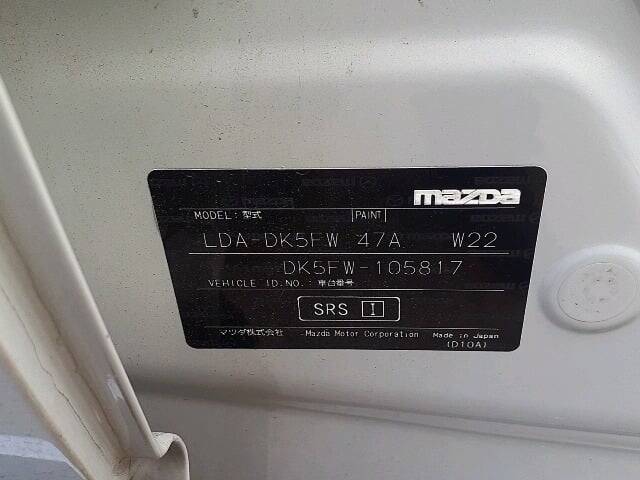 mazda
MODEL: 型式 PAINT
LDA-DK5FW 47A W22
DK5FW-105817
VEHICLE ID.NO.: 車台番号
SRS I
マツダ株式会社 Mazda Motor Corporation Made in Japan
(D10A)